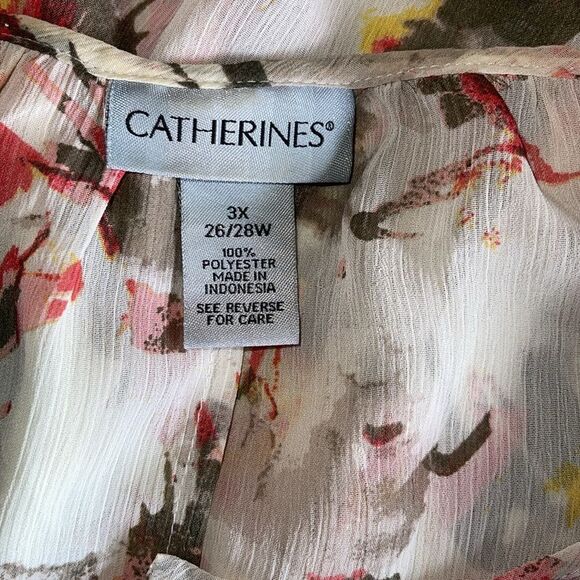 CATHERINES®
3X
26/28W
100%
POLYESTER
MADE IN
INDONESIA
SEE REVERSE
FOR CARE